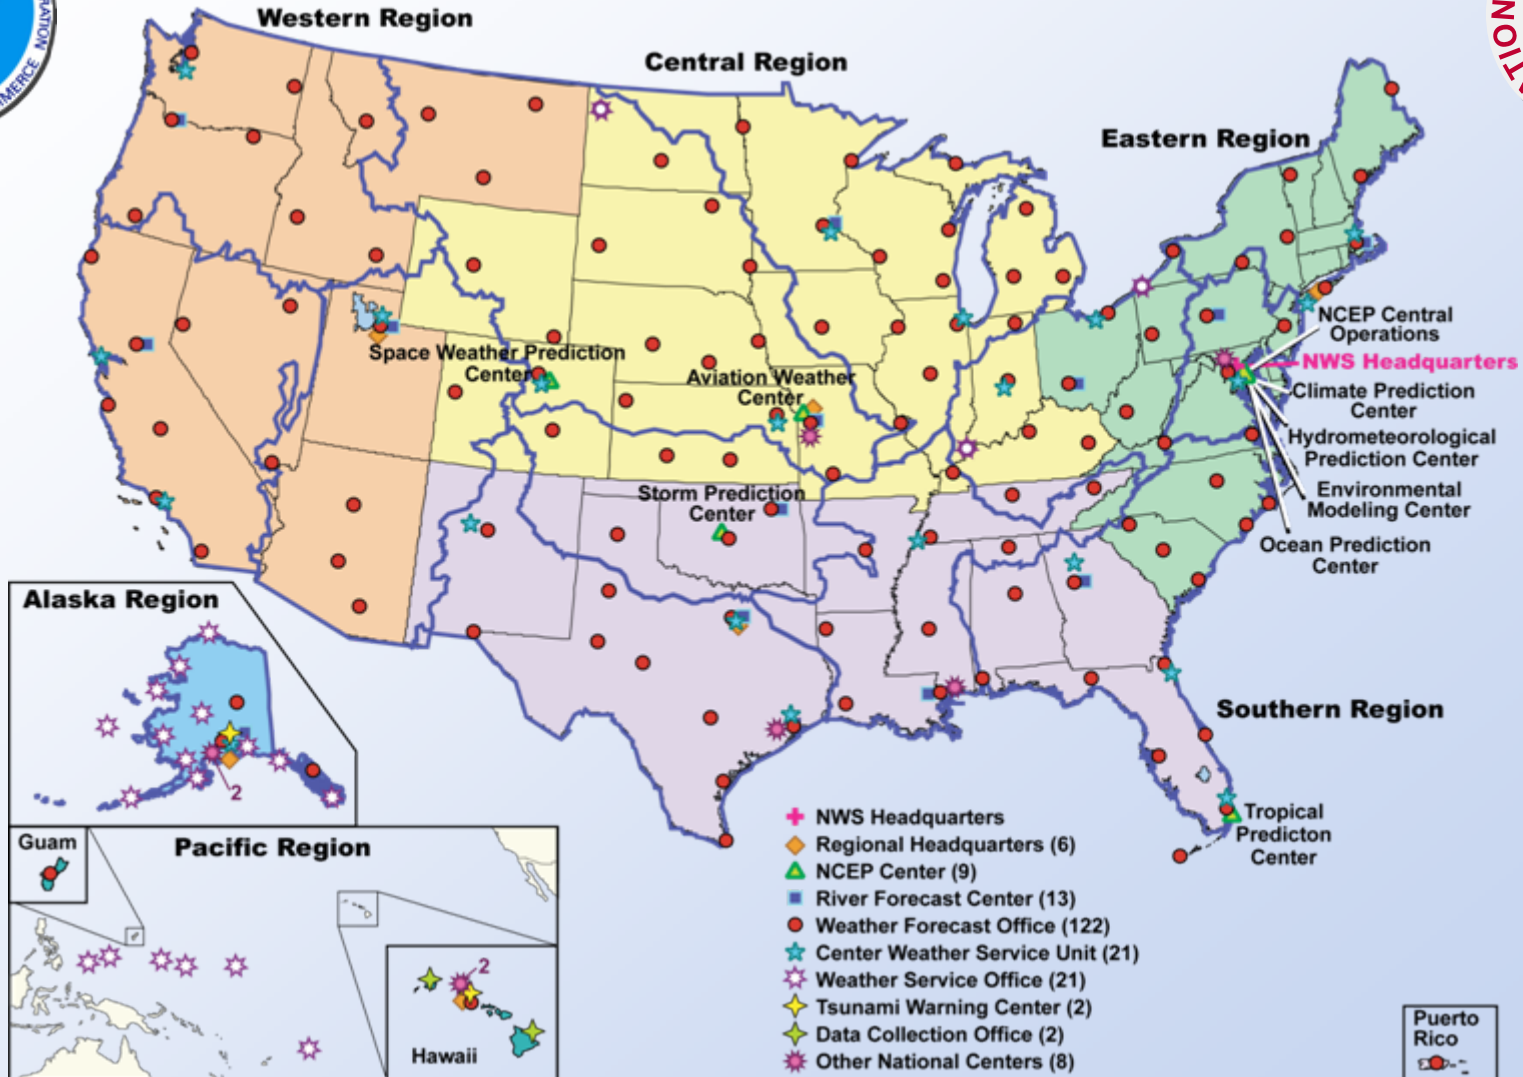 Western Region
Central Region
Eastern Region
RATION
MMERCE
NATION
Space Weather Prediction
Center
Aviation Weather
Center
Storm Prediction
Center
NCEP Central
Operations
NWS Headquarters
Climate Prediction
Center
Hydrometeorological
Prediction Center
Environmental
Modeling Center
Ocean Prediction
Center
Alaska Region
2
Southern Region
Tropical
Predicton
Center
Guam
Pacific Region
2
Hawaii
NWS Headquarters
Regional Headquarters (6)
NCEP Center (9)
River Forecast Center (13)
Weather Forecast Office (122)
Center Weather Service Unit (21)
Weather Service Office (21)
Tsunami Warning Center (2)
Data Collection Office (2)
Other National Centers (8)
Puerto
Rico